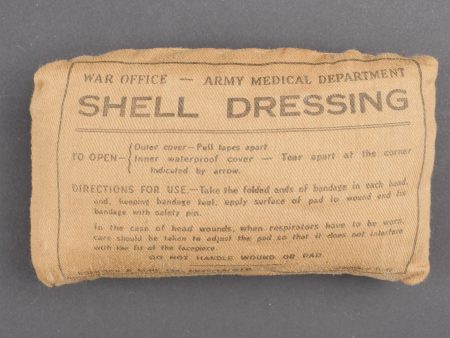 WAR OFFICE — ARMY MEDICAL DEPARTMENT
SHELL DRESSING
TO OPEN— { Outer cover—Pull tapes apart
Inner waterproof cover — Tear apart at the corner
indicated by arrow.
DIRECTIONS FOR USE.—Take the folded ends of bandage in each hand,
and, keeping bandage taut, apply surface of pad to wound and fix
bandage with safety pin.
In the case of head wounds, when respirators have to be worn,
care should be taken to adjust the pad so that it does not interfere
with the fit of the facepiece.
DO NOT HANDLE WOUND OR PAD